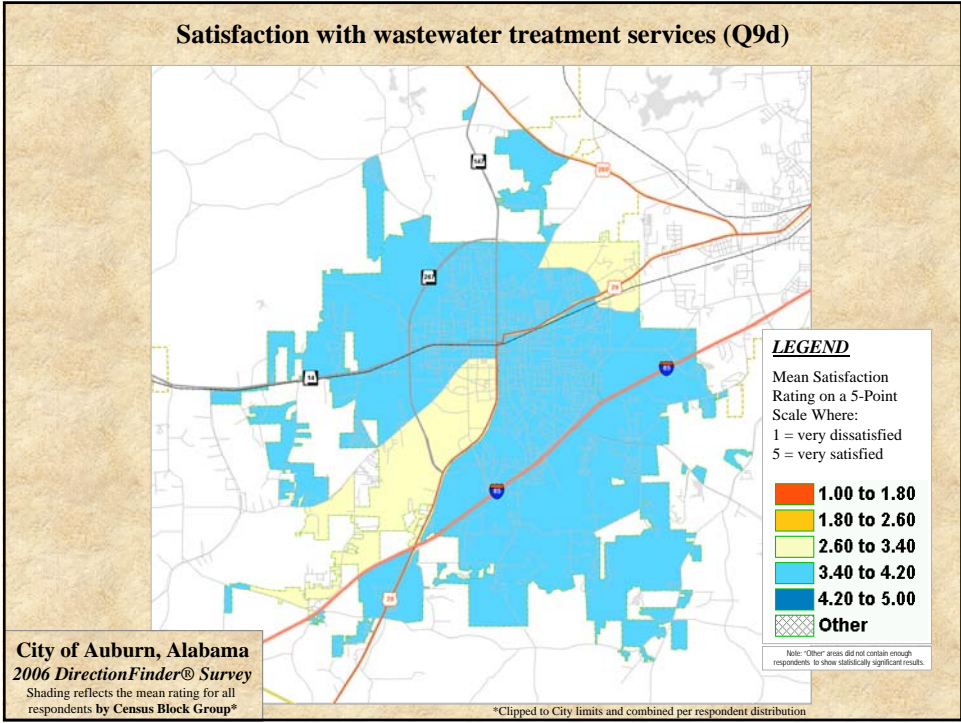 Satisfaction with wastewater treatment services (Q9d)
147
280
267
29
14
85
85
29
LEGEND
Mean Satisfaction
Rating on a 5-Point
Scale Where:
1 = very dissatisfied
5 = very satisfied
1.00 to 1.80
1.80 to 2.60
2.60 to 3.40
3.40 to 4.20
4.20 to 5.00
Other
Note: "Other" areas did not contain enough
respondents to show statistically significant results.
City of Auburn, Alabama
2006 DirectionFinder® Survey
Shading reflects the mean rating for all
respondents by Census Block Group*
*Clipped to City limits and combined per respondent distribution